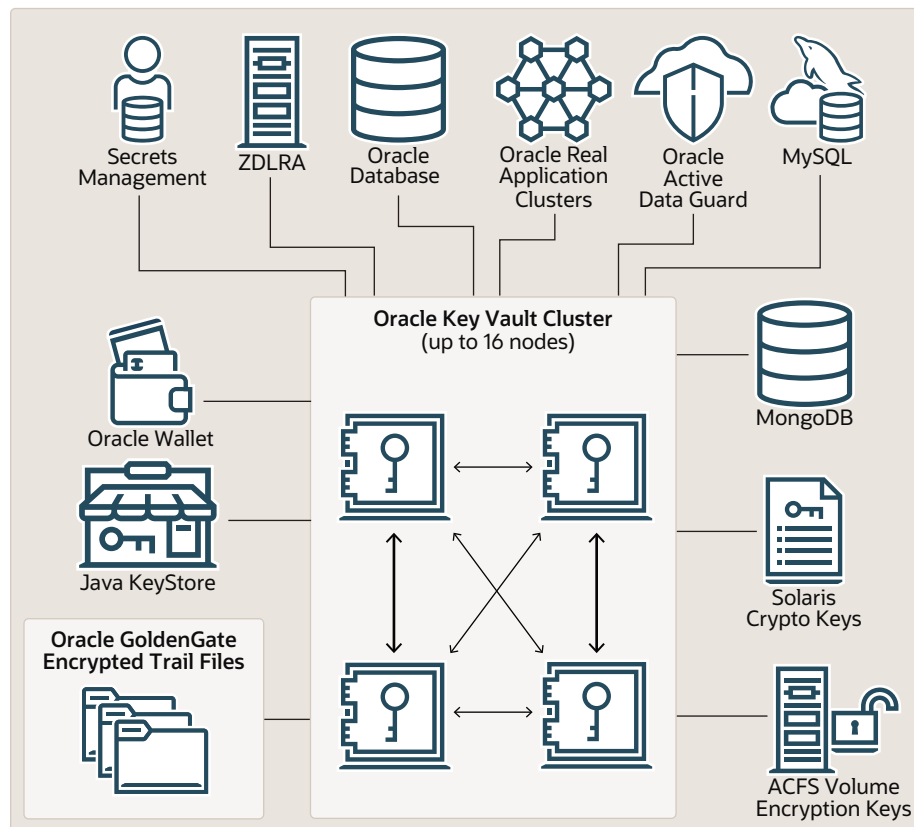 Secrets
Management
ZDLRA
Oracle
Database
Oracle Real
Application
Clusters
Oracle
Active
Data Guard
MySQL
Oracle Key Vault Cluster
(up to 16 nodes)
Oracle Wallet
MongoDB
Java KeyStore
Solaris
Crypto Keys
Oracle GoldenGate
Encrypted Trail Files
ACFS Volume
Encryption Keys